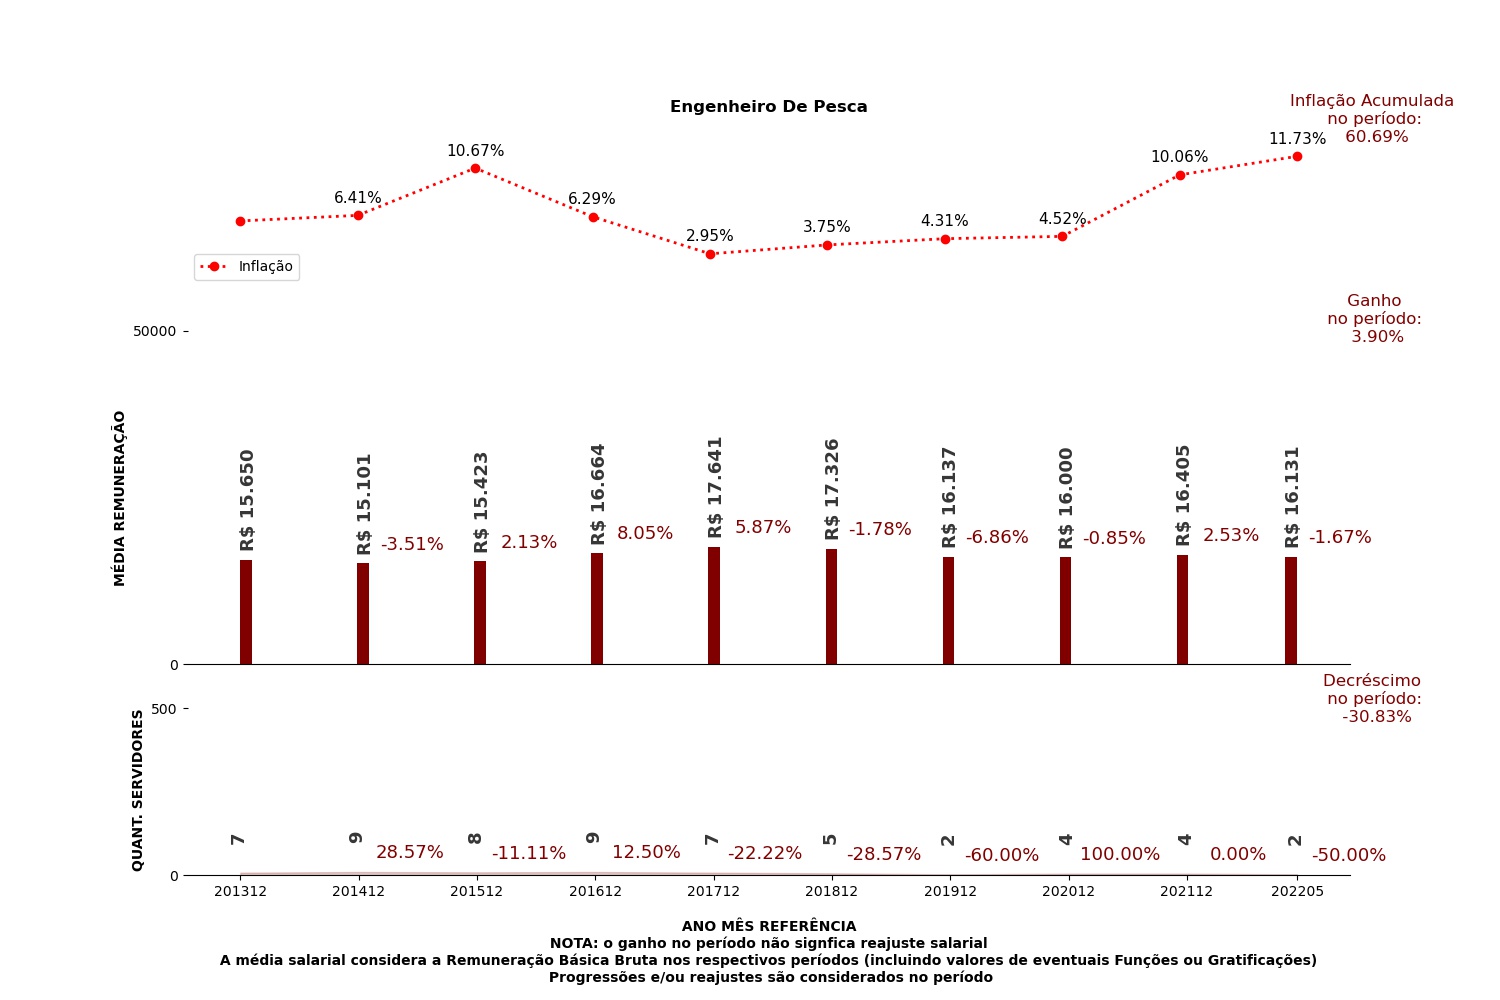 Engenheiro De Pesca
Inflação Acumulada
no período:
60.69%
6.41%
10.67%
6.29%
2.95%
3.75%
4.31%
4.52%
10.06%
11.73%
Inflação
Ganho
no período:
3.90%
50000
0
MÉDIA REMUNERAÇÃO
R$ 15.650
R$ 15.101
R$ 15.423
R$ 16.664
R$ 17.641
R$ 17.326
R$ 16.137
R$ 16.000
R$ 16.405
R$ 16.131
-3.51%
2.13%
8.05%
5.87%
-1.78%
-6.86%
-0.85%
2.53%
-1.67%
Decréscimo
no período:
-30.83%
500
0
QUANT. SERVIDORES
7
9
8
9
7
5
2
4
4
2
28.57%
-11.11%
12.50%
-22.22%
-28.57%
-60.00%
100.00%
0.00%
-50.00%
201312
201412
201512
201612
201712
201812
201912
202012
202112
202205
ANO MÊS REFERÊNCIA
NOTA: o ganho no período não signfica reajuste salarial
A média salarial considera a Remuneração Básica Bruta nos respectivos períodos (incluindo valores de eventuais Funções ou Gratificações)
Progressões e/ou reajustes são considerados no período